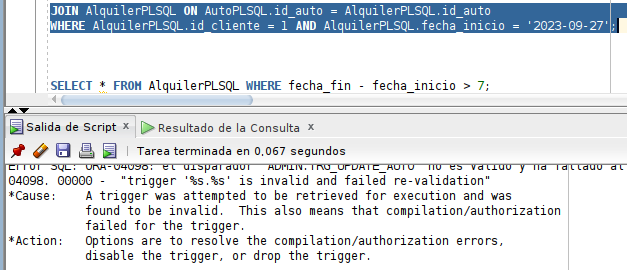 JOIN AlquilerPLSQL ON AutoPLSQL.id_auto = AlquilerPLSQL.id_auto
WHERE AlquilerPLSQL.id_cliente = 1 AND AlquilerPLSQL.fecha_inicio = '2023-09-27';
SELECT * FROM AlquilerPLSQL WHERE fecha_fin - fecha_inicio > 7;
Salida de Script x Resultado de la Consulta x
Tarea terminada en 0,067 segundos
Error SQL: ORA-04098: el disparador 'ADMIN.TRG_UPDATE_AUTO' no es válido y ha fallado al
04098. 00000 - "trigger '%s.%s' is invalid and failed re-validation"
*Cause: A trigger was attempted to be retrieved for execution and was
found to be invalid. This also means that compilation/authorization
failed for the trigger.
*Action: Options are to resolve the compilation/authorization errors,
disable the trigger, or drop the trigger.